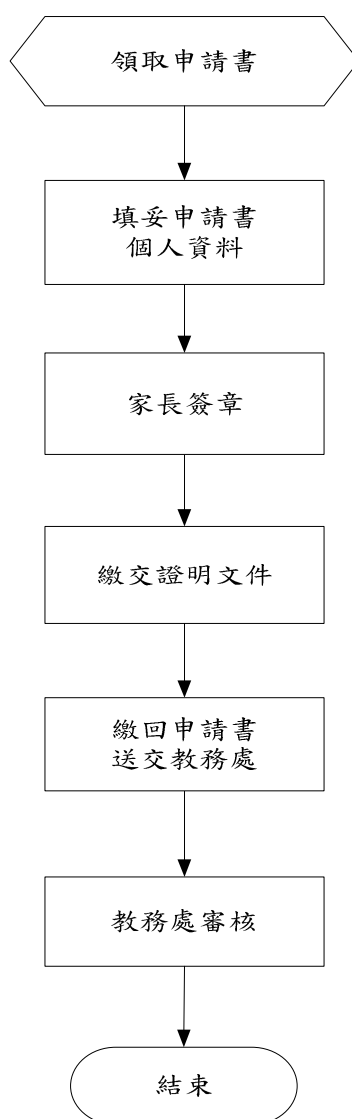 領取申請書
填妥申請書
個人資料
家長簽章
繳交證明文件
繳回申請書
送交教務處
教務處審核
結束